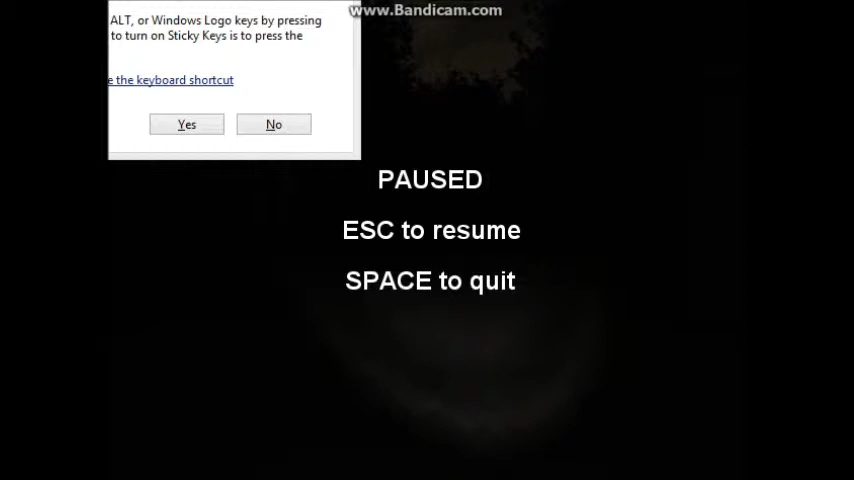 www.Bandicam.com
ALT, or Windows Logo keys by pressing
to turn on Sticky Keys is to press the
e the keyboard shortcut
Yes
No
PAUSED
ESC to resume
SPACE to quit